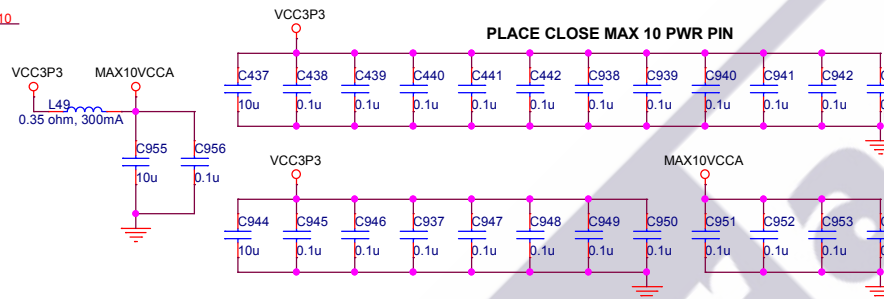 10
VCC3P3
PLACE CLOSE MAX 10 PWR PIN
VCC3P3 MAX10VCCA
L49
0.35 ohm, 300mA
C437 C438 C439 C440 C441 C442 C938 C939 C940 C941 C942
10u 0.1u 0.1u 0.1u 0.1u 0.1u 0.1u 0.1u 0.1u 0.1u 0.1u
C955 C956
10u 0.1u
VCC3P3 MAX10VCCA
C944 C945 C946 C937 C947 C948 C949 C950 C951 C952 C953
10u 0.1u 0.1u 0.1u 0.1u 0.1u 0.1u 0.1u 0.1u 0.1u 0.1u